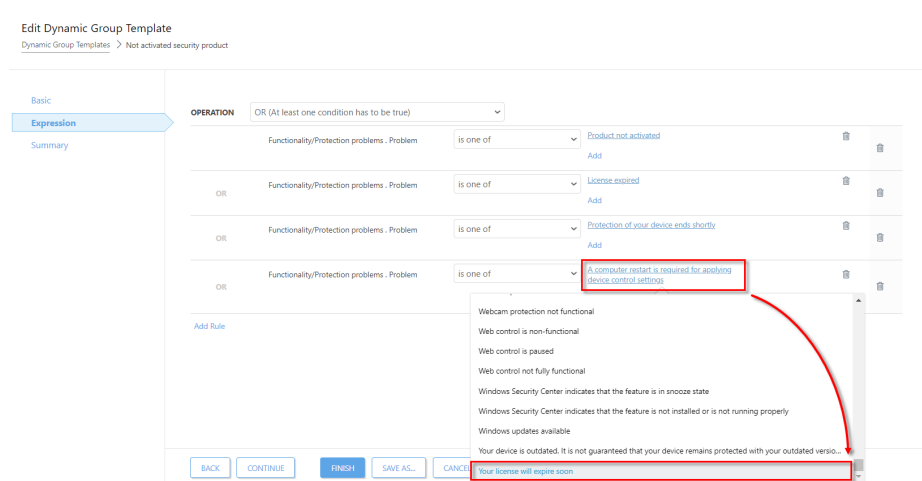 Edit Dynamic Group Template
Dynamic Group Templates > Not activated security product
Basic
Expression
Summary
OPERATION OR (At least one condition has to be true)
Functionality/Protection problems . Problem is one of Product not activated
Add
OR Functionality/Protection problems . Problem is one of License expired
Add
OR Functionality/Protection problems . Problem is one of Protection of your device ends shortly
Add
OR Functionality/Protection problems . Problem is one of A computer restart is required for applying
device control settings
Add Rule
Webcam protection not functional
Web control is non-functional
Web control is paused
Web control not fully functional
Windows Security Center indicates that the feature is in snooze state
Windows Security Center indicates that the feature is not installed or is not running properly
Windows updates available
Your device is outdated. It is not guaranteed that your device remains protected with your outdated versio...
Your license will expire soon
BACK CONTINUE FINISH SAVE AS... CANCEL